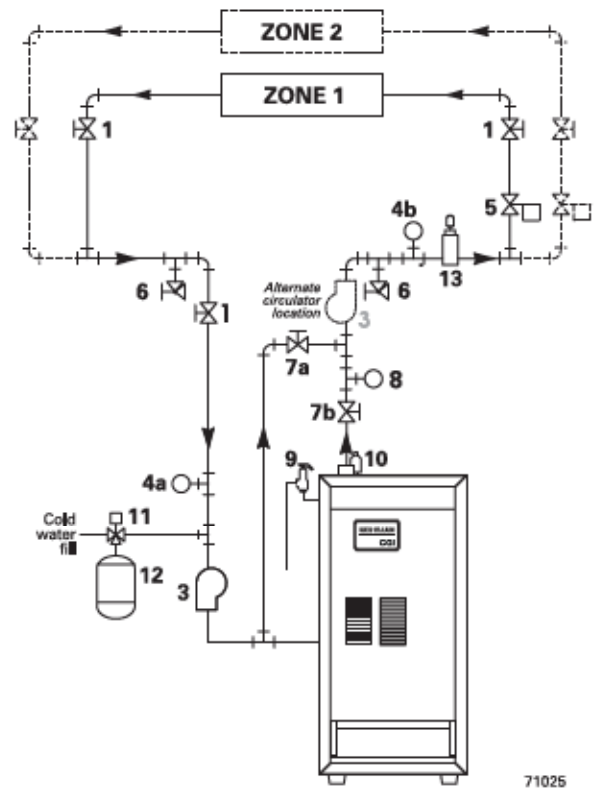 ZONE 2
ZONE 1
1
1
5
4b
13
6
1
Alternate
circulator
location
3
6
7a
8
7b
9
10
4a
11
Cold
water
fill
12
3
CGI
71025